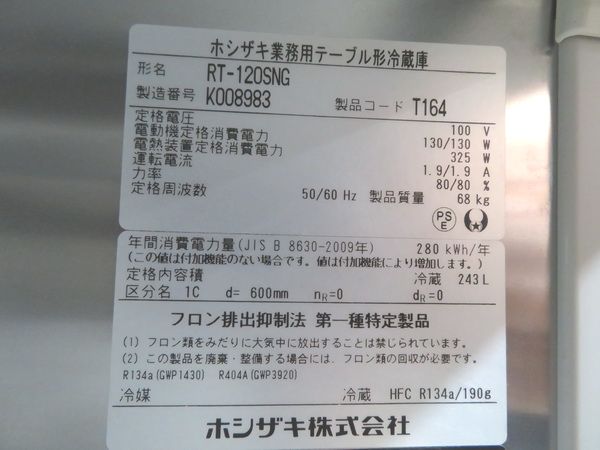 ホシザキ業務用テーブル形冷蔵庫
形名 RT-120SNG
製造番号 K008983 製品コード T164
定格電圧 100 V
電動機定格消費電力 130/130 W
電熱装置定格消費電力 325 W
運転電流 1.9/1.9 A
力率 80/80 %
定格周波数 50/60 Hz 製品質量 68 kg
PS
E
年間消費電力量(JIS B 8630-2009年) 280 kWh/年
(この値は付加機能のない場合です。値は付加機能により増加します。)
定格内容積 冷蔵 243 L
区分名 1C d= 600mm nR=0 dR=0
フロン排出抑制法 第一種特定製品
(1) フロン類をみだりに大気中に放出することは禁じられています。
(2) この製品を廃棄・整備する場合には、フロン類の回収が必要です。
R134a(GWP1430) R404A(GWP3920)
冷媒 冷蔵 HFC R134a/190g
ホシザキ株式会社